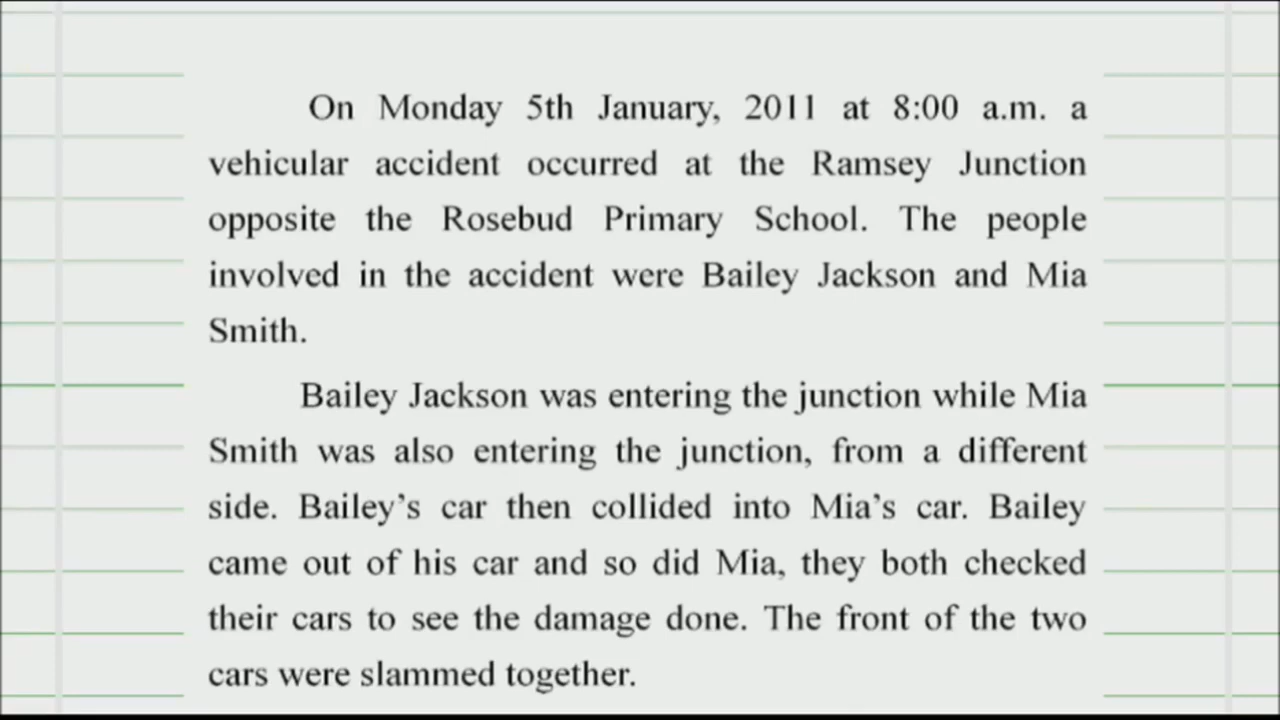 On Monday 5th January, 2011 at 8:00 a.m. a
vehicular accident occurred at the Ramsey Junction
opposite the Rosebud Primary School. The people
involved in the accident were Bailey Jackson and Mia
Smith.
Bailey Jackson was entering the junction while Mia
Smith was also entering the junction, from a different
side. Bailey’s car then collided into Mia’s car. Bailey
came out of his car and so did Mia, they both checked
their cars to see the damage done. The front of the two
cars were slammed together.